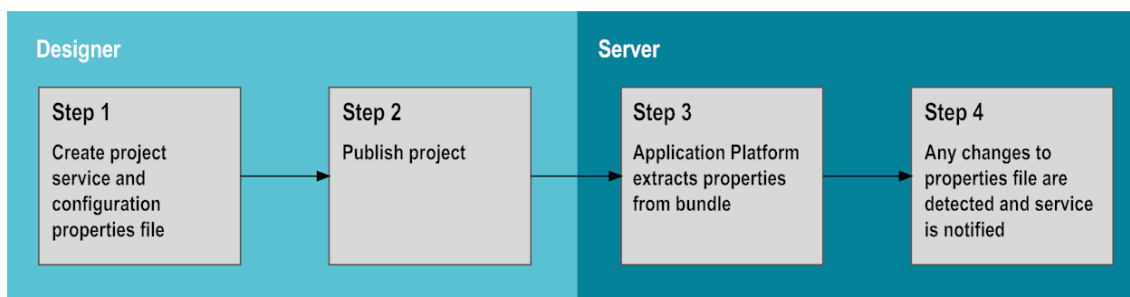 Designer
Step 1
Create project
service and
configuration
properties file
Step 2
Publish project
Server
Step 3
Application Platform
extracts properties
from bundle
Step 4
Any changes to
properties file are
detected and service
is notified